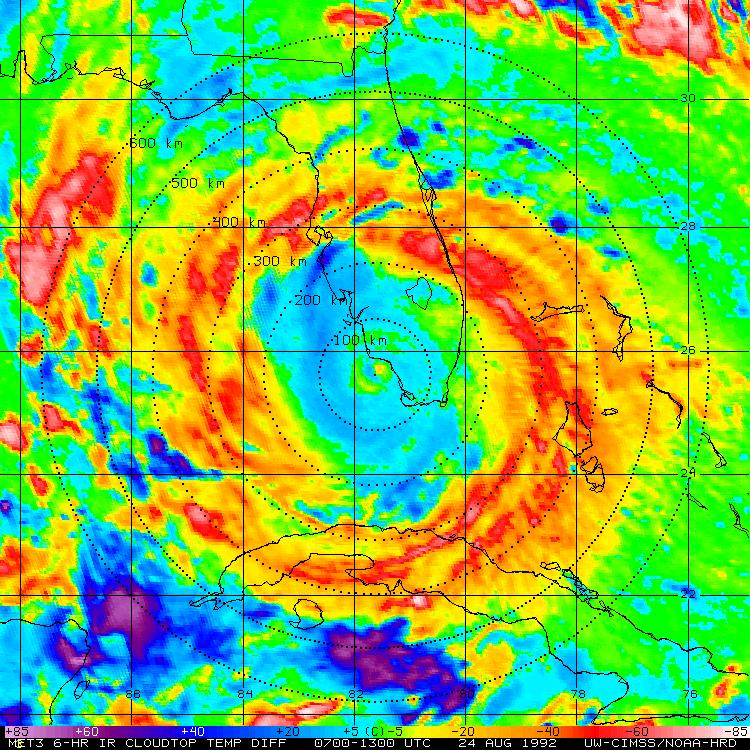 30
600 km
500 km
400 km
28
300 km
200 km
100 km
26
24
22
88 84 82 80 78 76
+85 +60 +40 +20 +5 (C) -5 -20 -40 -60 -85
MET3 6-HR IR CLOUDTOP TEMP DIFF 0700-1300 UTC 24 AUG 1992 UW-CIMSS/NOAA-HRD